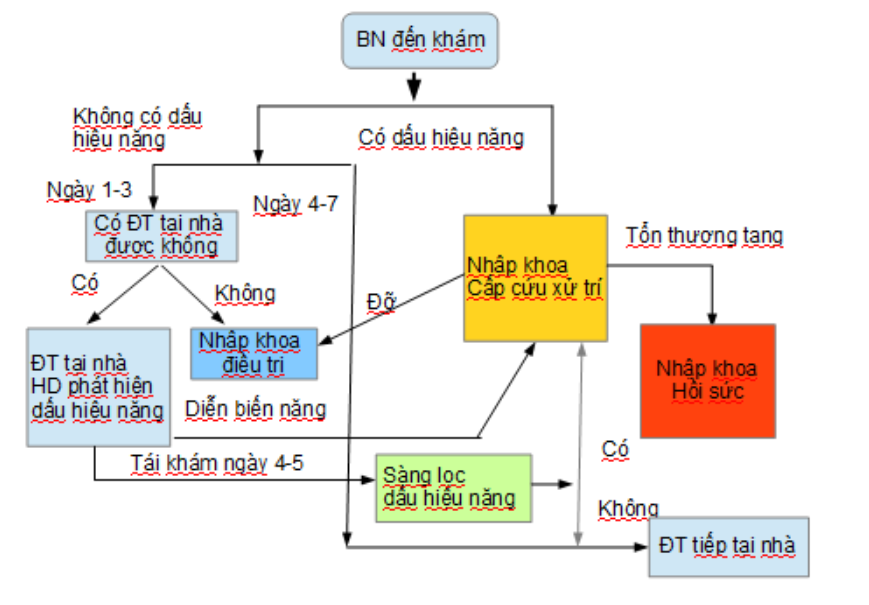 BN đến khám
Không có dấu
hiệu nặng
Có dấu hiệu nặng
Ngày 1-3
Ngày 4-7
Có ĐT tại nhà
được không
Nhập khoa
Cấp cứu xử trí
Tổn thương tạng
Có
Không
Đỡ
Nhập khoa
điều trị
ĐT tại nhà
HD phát hiện
dấu hiệu nặng
Nhập khoa
Hồi sức
Diễn biến nặng
Tái khám ngày 4-5
Sàng lọc
dấu hiệu nặng
Có
Không
ĐT tiếp tại nhà